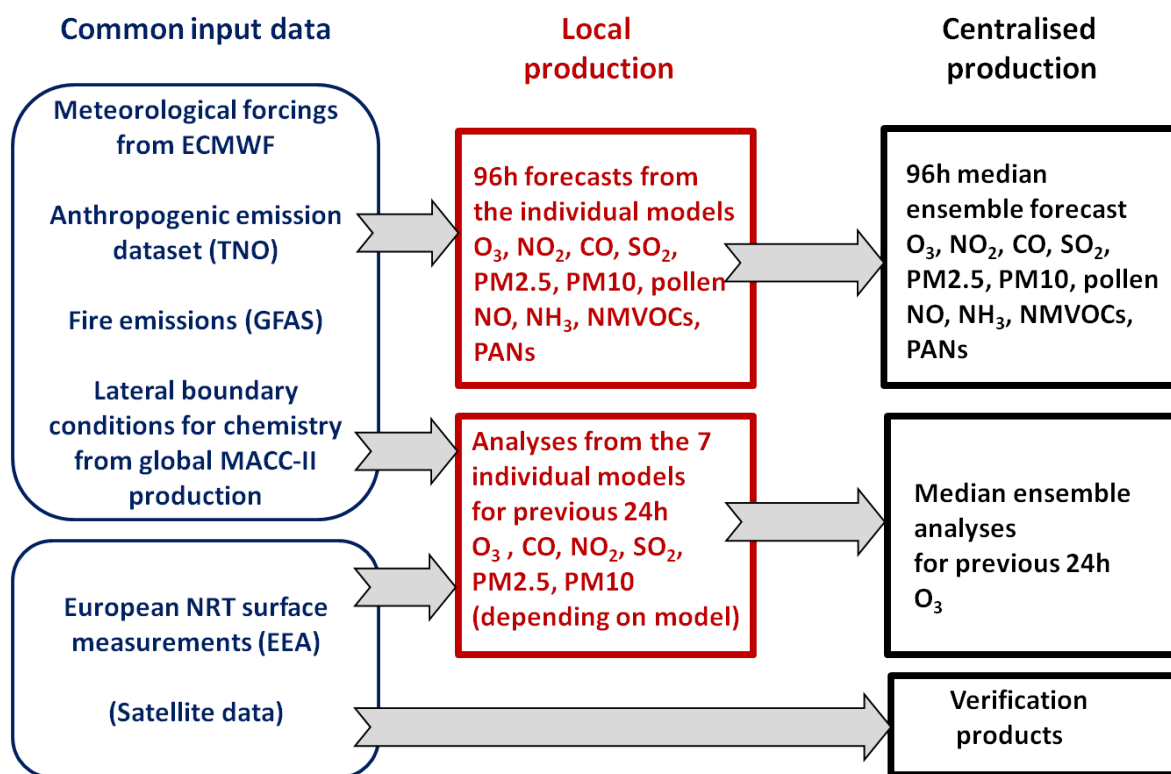 Common input data
Meteorological forcings
from ECMWF
Anthropogenic emission
dataset (TNO)
Fire emissions (GFAS)
Lateral boundary
conditions for chemistry
from global MACC-II
production
European NRT surface
measurements (EEA)
(Satellite data)
Local
production
96h forecasts from
the individual models
O₃, NO₂, CO, SO₂,
PM2.5, PM10, pollen
NO, NH₃, NMVOCs,
PANs
Analyses from the 7
individual models
for previous 24h
O₃ , CO, NO₂, SO₂,
PM2.5, PM10
(depending on model)
Centralised
production
96h median
ensemble forecast
O₃, NO₂, CO, SO₂,
PM2.5, PM10, pollen
NO, NH₃, NMVOCs,
PANs
Median ensemble
analyses
for previous 24h
O₃
Verification
products